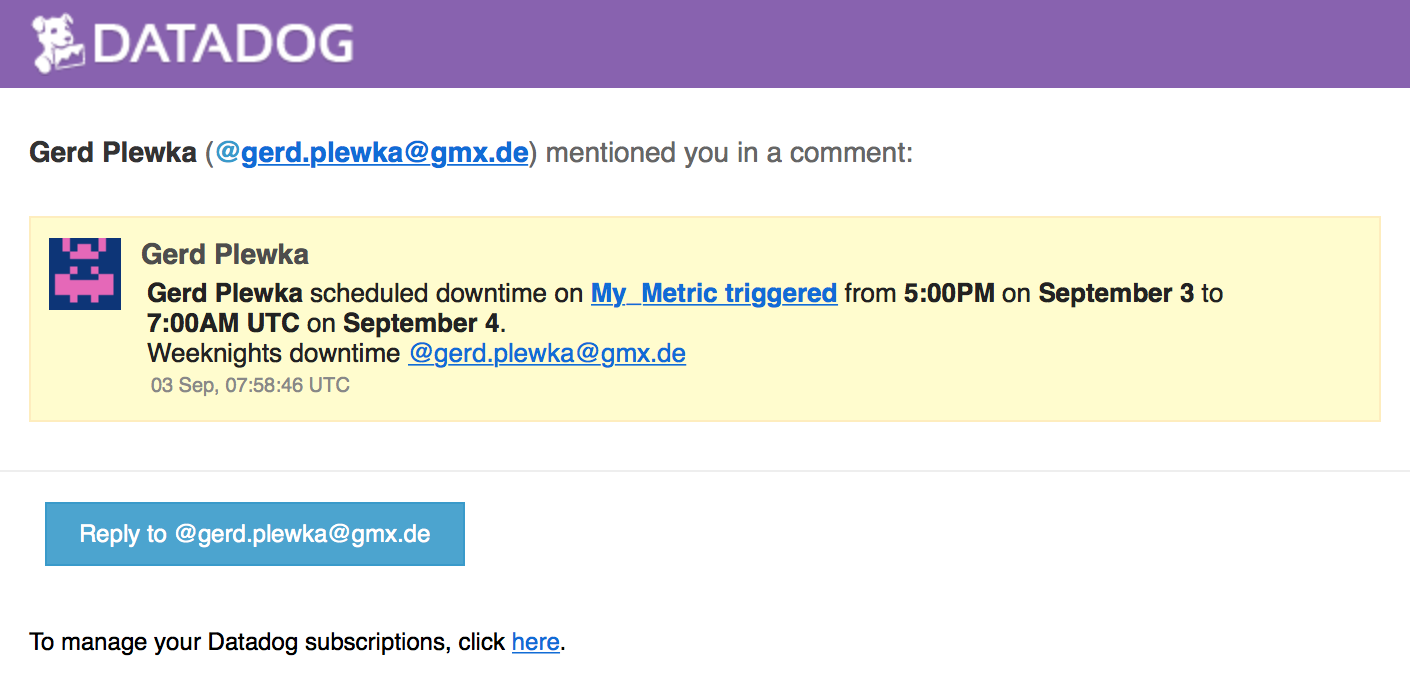 DATADOG
Gerd Plewka (@gerd.plewka@gmx.de) mentioned you in a comment:
Gerd Plewka
Gerd Plewka scheduled downtime on My_Metric triggered from 5:00PM on September 3 to
7:00AM UTC on September 4.
Weeknights downtime @gerd.plewka@gmx.de
03 Sep, 07:58:46 UTC
Reply to @gerd.plewka@gmx.de
To manage your Datadog subscriptions, click here.